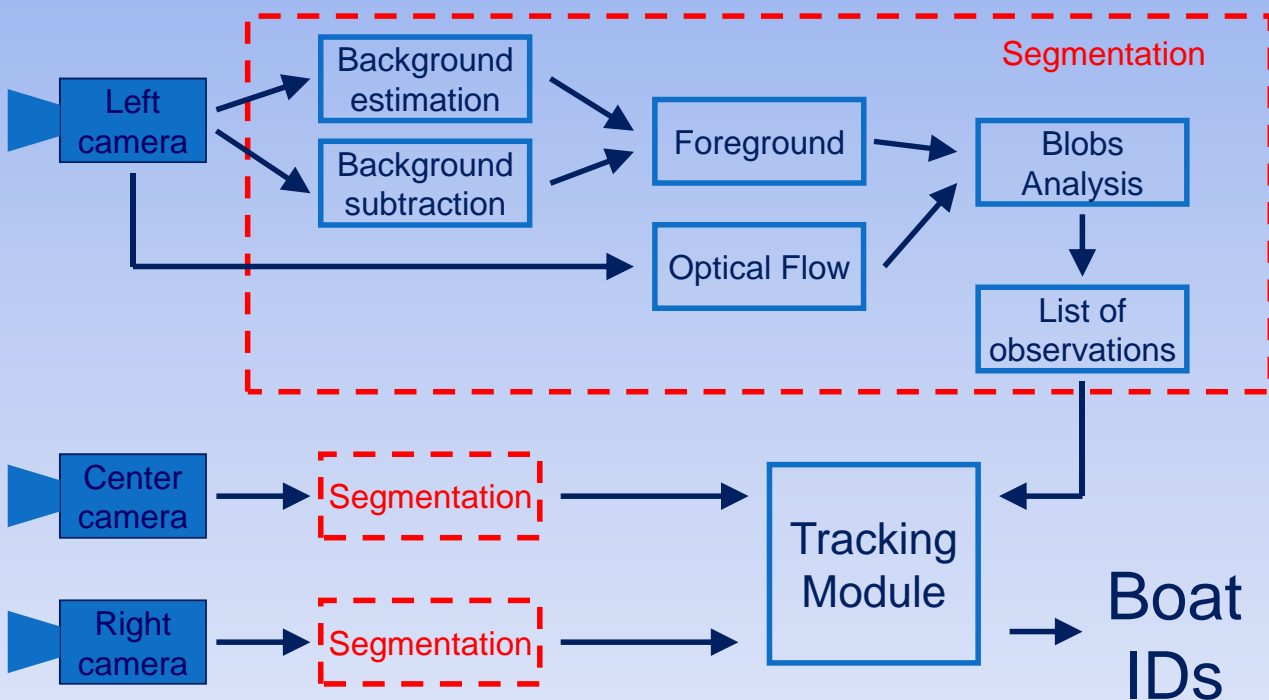 Segmentation
Left
camera
Background
estimation
Background
subtraction
Foreground
Optical Flow
Blobs
Analysis
List of
observations
Center
camera
Segmentation
Right
camera
Segmentation
Tracking
Module
Boat
IDs